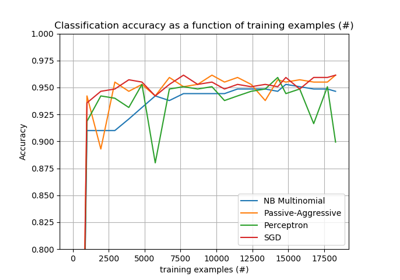 Classification accuracy as a function of training examples (#)
1.000
0.975
0.950
0.925
0.900
0.875
0.850
0.825
0.800
Accuracy
NB Multinomial
Passive-Aggressive
Perceptron
SGD
0 2500 5000 7500 10000 12500 15000 17500
training examples (#)